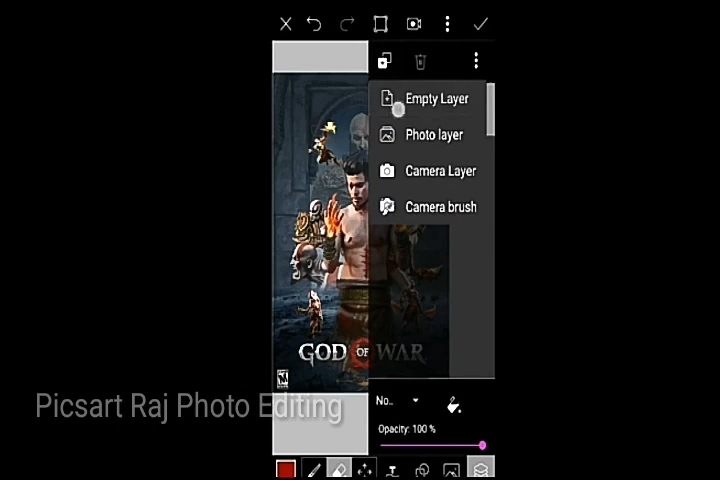 Empty Layer
Photo layer
Camera Layer
Camera brush
GOD OF WAR
No..
Picsart Raj Photo Editing
Opacity: 100 %